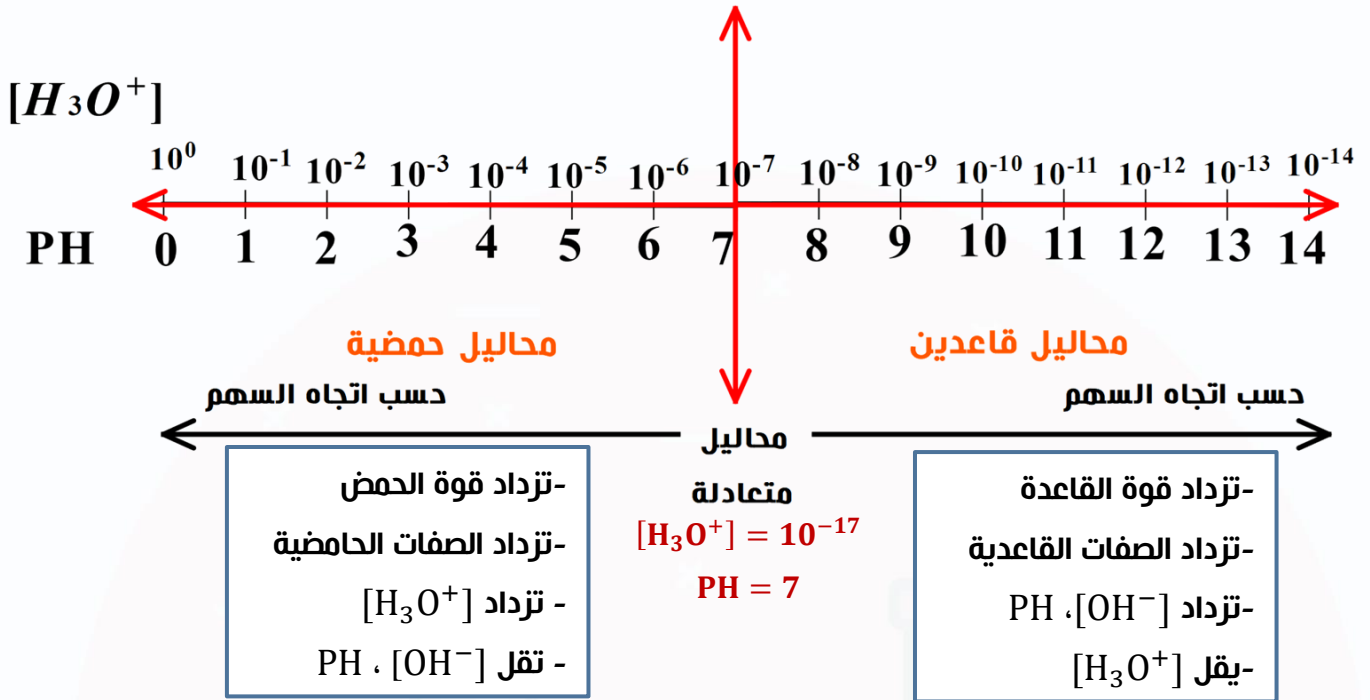 [H₃O⁺]
10⁰ 10⁻¹ 10⁻² 10⁻³ 10⁻⁴ 10⁻⁵ 10⁻⁶ 10⁻⁷ 10⁻⁸ 10⁻⁹ 10⁻¹⁰ 10⁻¹¹ 10⁻¹² 10⁻¹³ 10⁻¹⁴
PH 0 1 2 3 4 5 6 7 8 9 10 11 12 13 14
محاليل قاعدين
حسب اتجاه السهم
-تزداد قوة القاعدة
-تزداد الصفات القاعدية
-تزداد [OH⁻]، PH
-يقل [H₃O⁺]
محاليل
متعادلة
[H₃O⁺] = 10⁻¹⁷
PH = 7
محاليل حمضية
حسب اتجاه السهم
-تزداد قوة الحمض
-تزداد الصفات الحامضية
- تزداد [H₃O⁺]
- تقل [OH⁻] ، PH